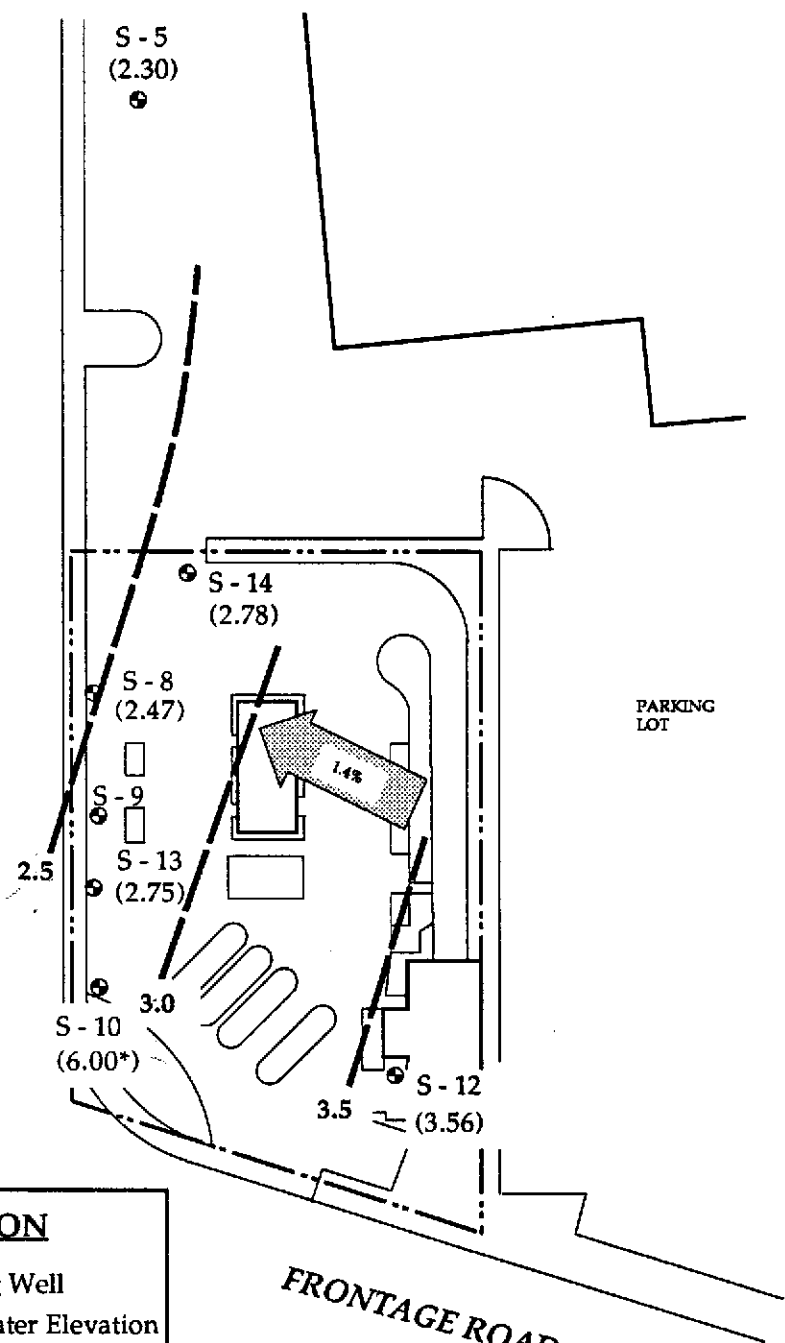 S - 5
(2.30)
S - 14
(2.78)
S - 8
(2.47)
PARKING
LOT
1.4%
S - 9
2.5
S - 13
(2.75)
3.0
S - 10
(6.00*)
3.5
S - 12
(3.56)
ON
Well
ater Elevation
FRONTAGE ROAD